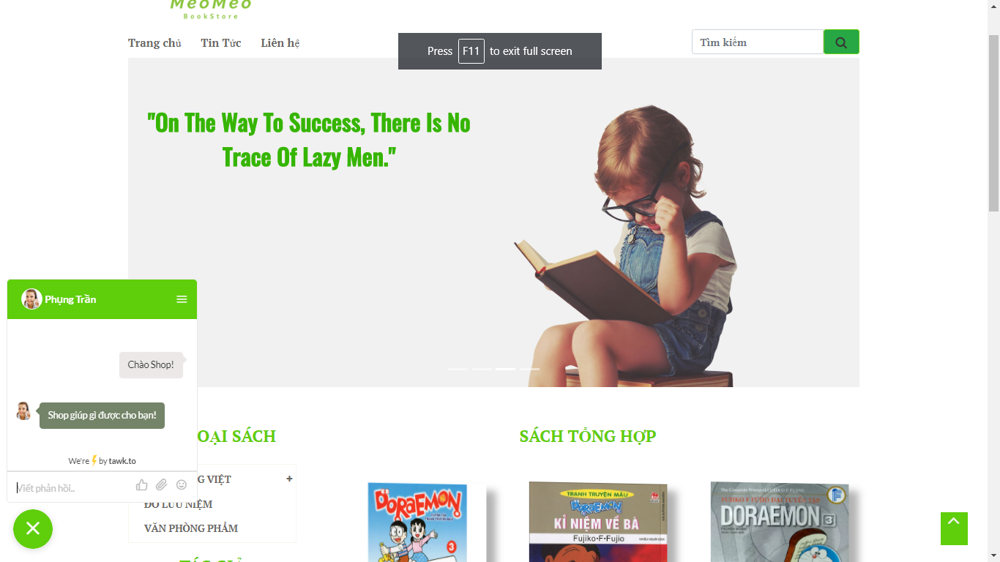 MeoMeo
BookStore
Trang chủ Tin Tức Liên hệ
Press F11 to exit full screen
Tìm kiếm
"On The Way To Success, There Is No
Trace Of Lazy Men."
Phụng Trần
Chào Shop!
Shop giúp gì được cho bạn!
We're by tawk.to
Viết phản hồi..
OẠI SÁCH
G VIỆT +
ĐỒ LƯU NIỆM
VĂN PHÒNG PHẨM
SÁCH TỔNG HỢP
DORAEMON
3
TRANH TRUYỆN MÀU
DORAEMON
KỈ NIỆM VỀ BÀ
Fujiko·F·Fujio
FUJIKO F FUJIO ĐẠI TUYỂN TẬP
DORAEMON 3
F